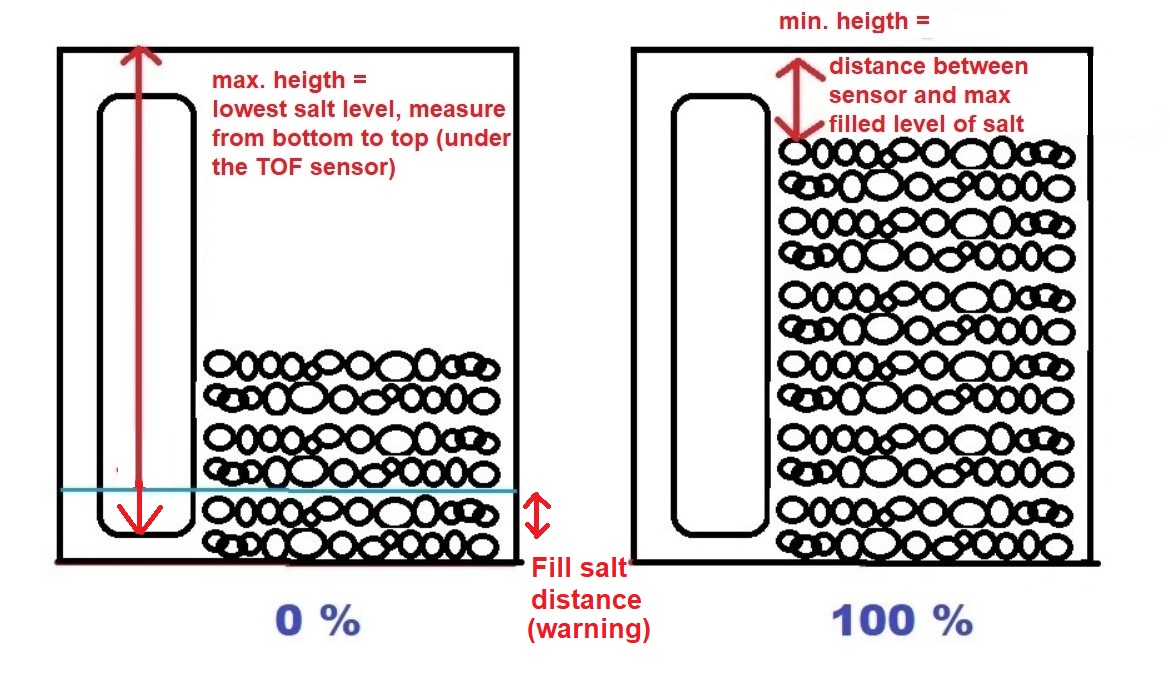 max. heigth =
lowest salt level, measure
from bottom to top (under
the TOF sensor)
Fill salt
distance
(warning)
0 %
min. heigth =
distance between
sensor and max
filled level of salt
100 %